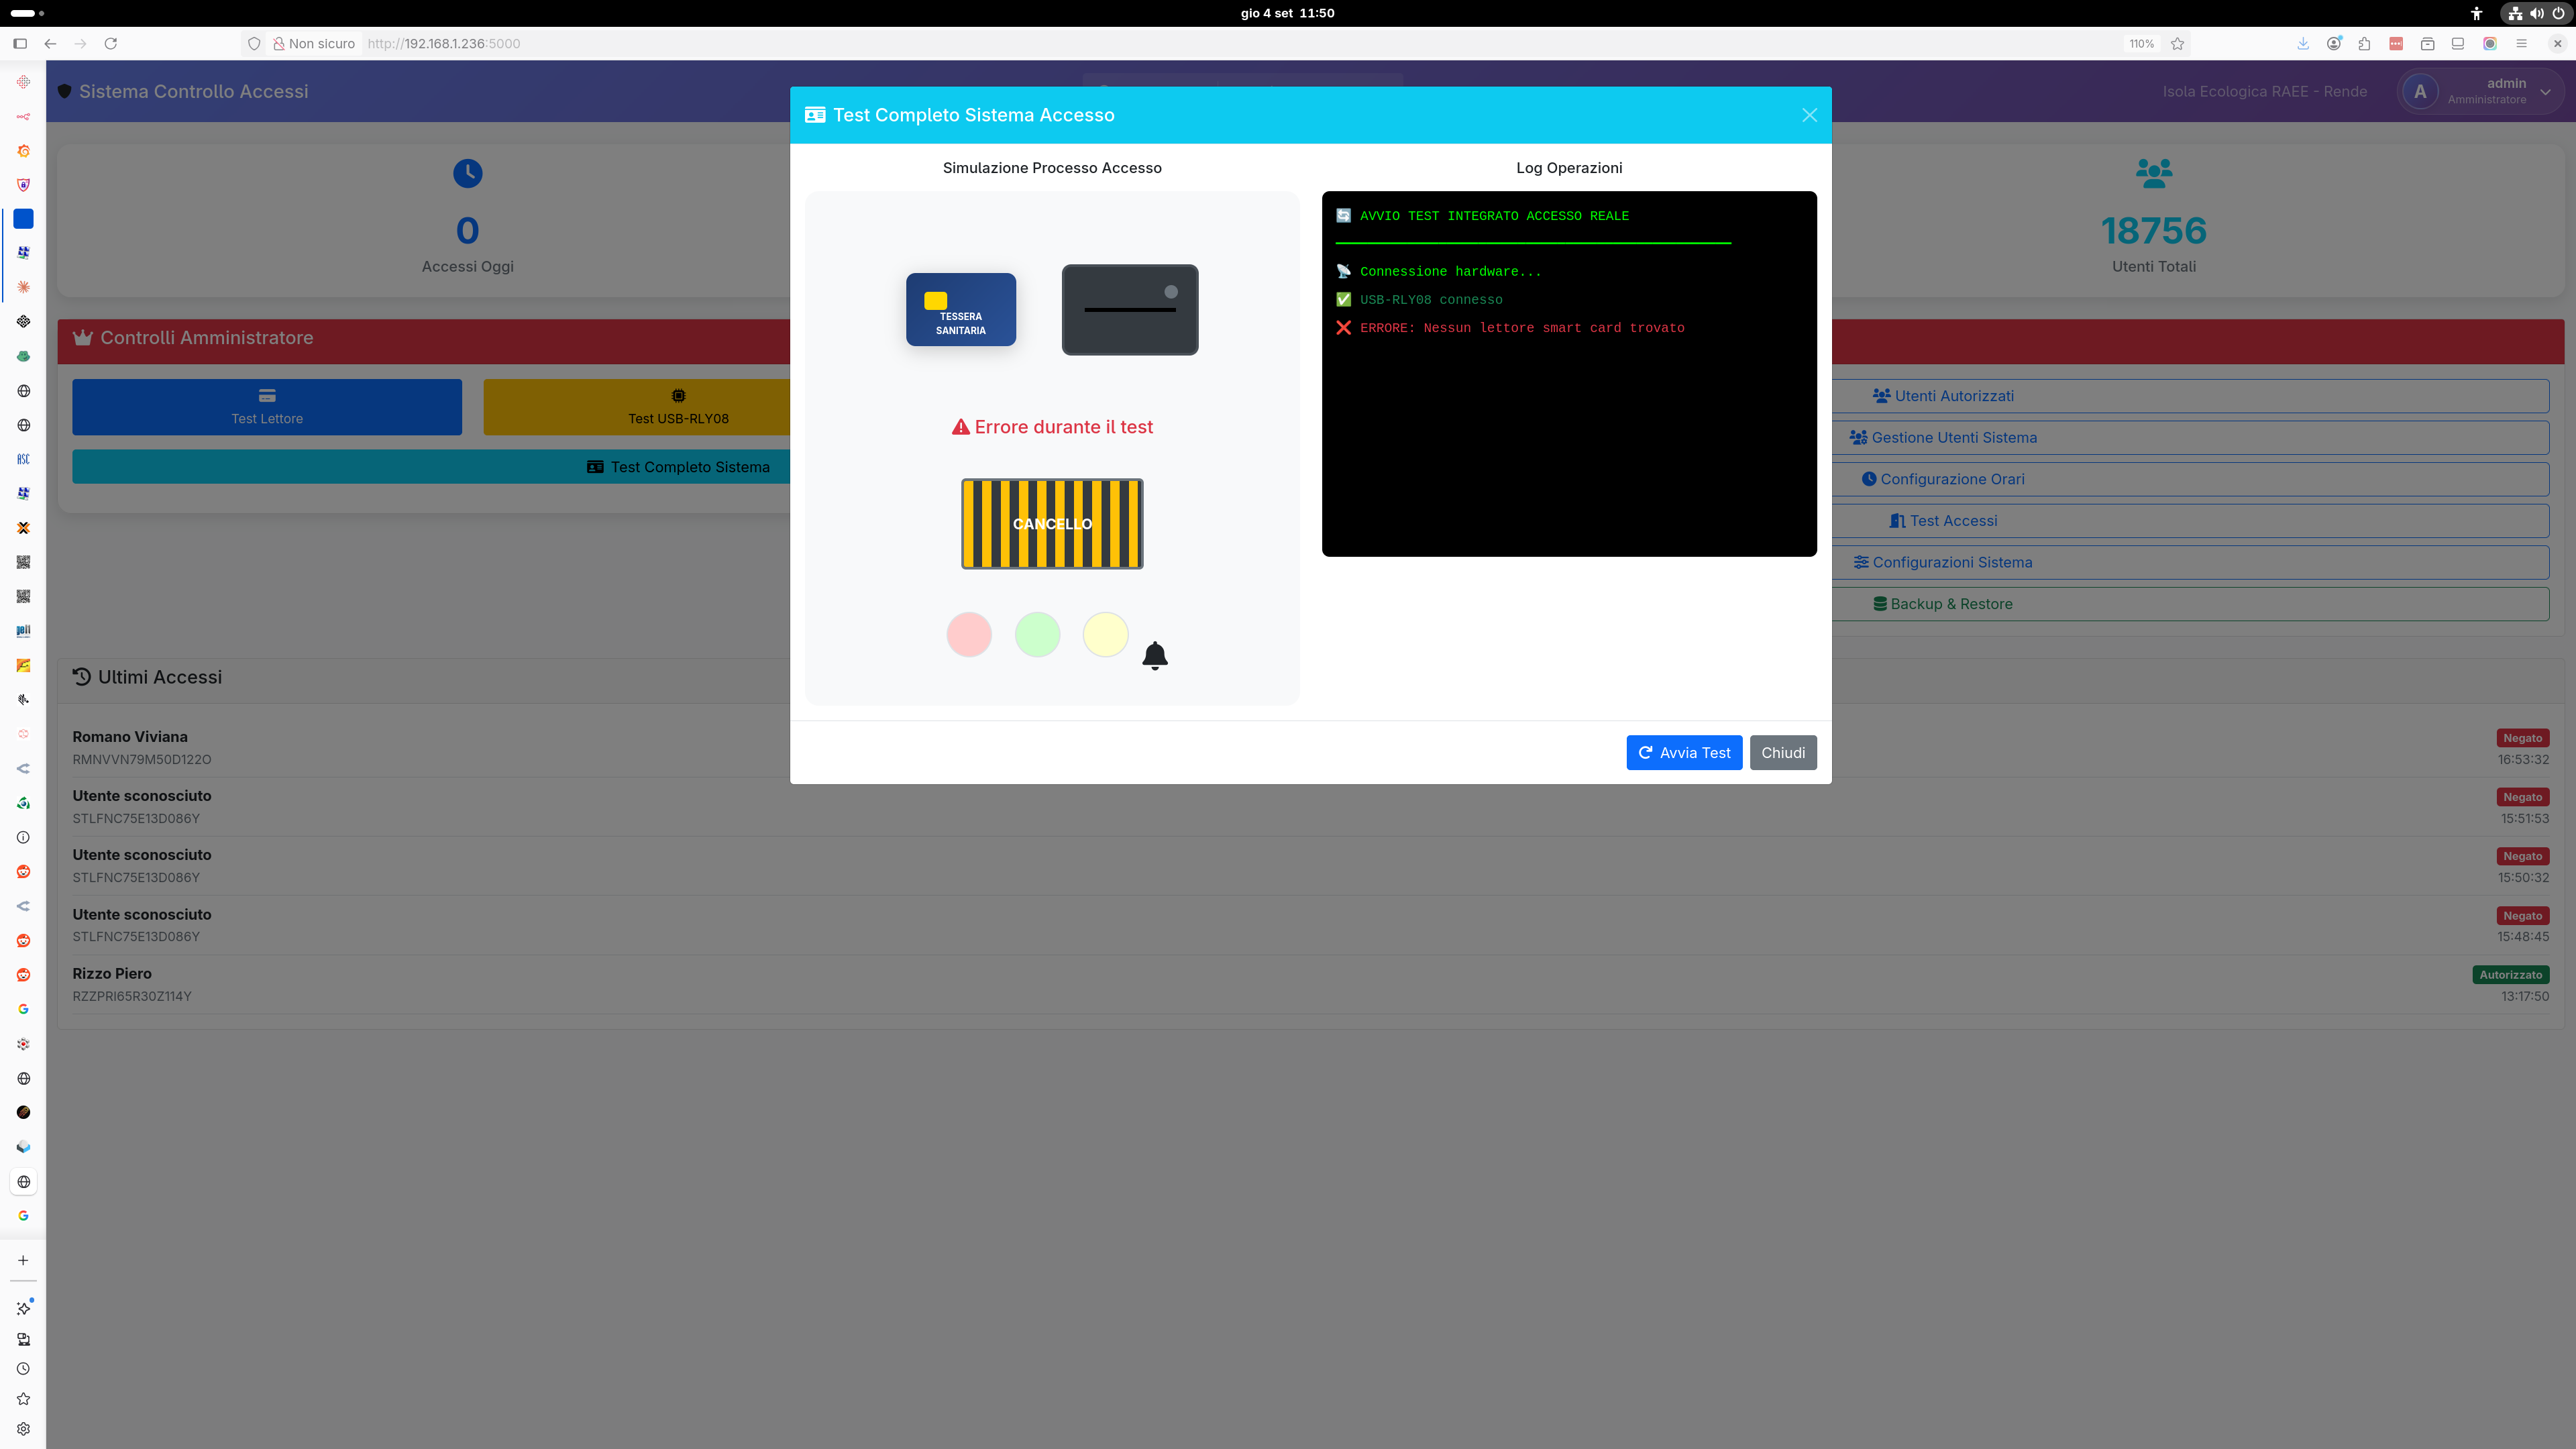 gio 4 set 11:50
Non sicuro
http://192.168.1.236:5000
110%
Sistema Controllo Accessi
Isola Ecologica RAEE - Rende
A
admin
Amministratore
0
Accessi Oggi
18756
Utenti Totali
Controlli Amministratore
Test Lettore
Test USB-RLY08
Test Completo Sistema
Utenti Autorizzati
Gestione Utenti Sistema
Configurazione Orari
Test Accessi
Configurazioni Sistema
Backup & Restore
Test Completo Sistema Accesso
Simulazione Processo Accesso
TESSERA
SANITARIA
Errore durante il test
CANCELLO
Log Operazioni
AVVIO TEST INTEGRATO ACCESSO REALE
Connessione hardware...
USB-RLY08 connesso
ERRORE: Nessun lettore smart card trovato
Avvia Test
Chiudi
Ultimi Accessi
Romano Viviana
Negato
RMNVVN79M50D122O
16:53:32
Utente sconosciuto
Negato
STLFNC75E13D086Y
15:51:53
Utente sconosciuto
Negato
STLFNC75E13D086Y
15:50:32
Utente sconosciuto
Negato
STLFNC75E13D086Y
15:48:45
Rizzo Piero
Autorizzato
RZZPRI65R30Z114Y
13:17:50
ASC